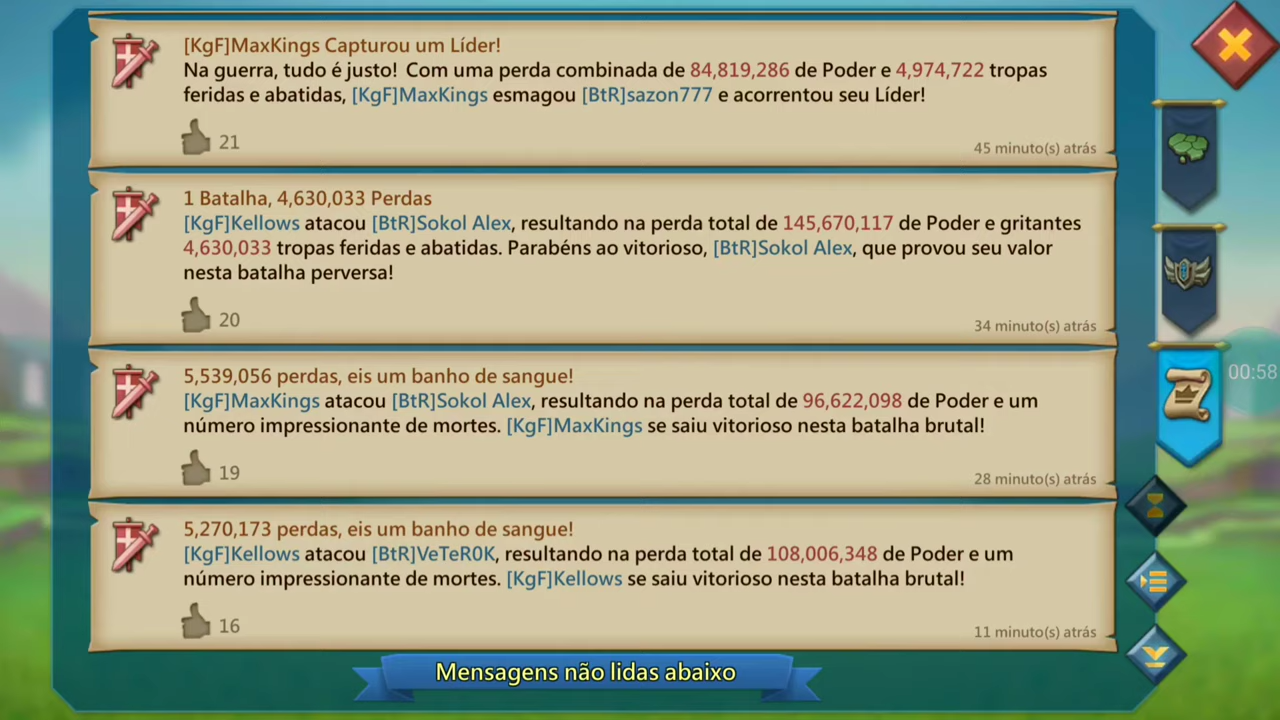 [KgF]MaxKings Capturou um Líder!
Na guerra, tudo é justo! Com uma perda combinada de 84,819,286 de Poder e 4,974,722 tropas
feridas e abatidas, [KgF]MaxKings esmagou [BtR]sazon777 e acorrentou seu Líder!
21
45 minuto(s) atrás
1 Batalha, 4,630,033 Perdas
[KgF]Kellows atacou [BtR]Sokol Alex, resultando na perda total de 145,670,117 de Poder e gritantes
4,630,033 tropas feridas e abatidas. Parabéns ao vitorioso, [BtR]Sokol Alex, que provou seu valor
nesta batalha perversa!
20
34 minuto(s) atrás
5,539,056 perdas, eis um banho de sangue!
[KgF]MaxKings atacou [BtR]Sokol Alex, resultando na perda total de 96,622,098 de Poder e um
número impressionante de mortes. [KgF]MaxKings se saiu vitorioso nesta batalha brutal!
19
28 minuto(s) atrás
00:58
5,270,173 perdas, eis um banho de sangue!
[KgF]Kellows atacou [BtR]VeTeR0K, resultando na perda total de 108,006,348 de Poder e um
número impressionante de mortes. [KgF]Kellows se saiu vitorioso nesta batalha brutal!
16
11 minuto(s) atrás
Mensagens não lidas abaixo